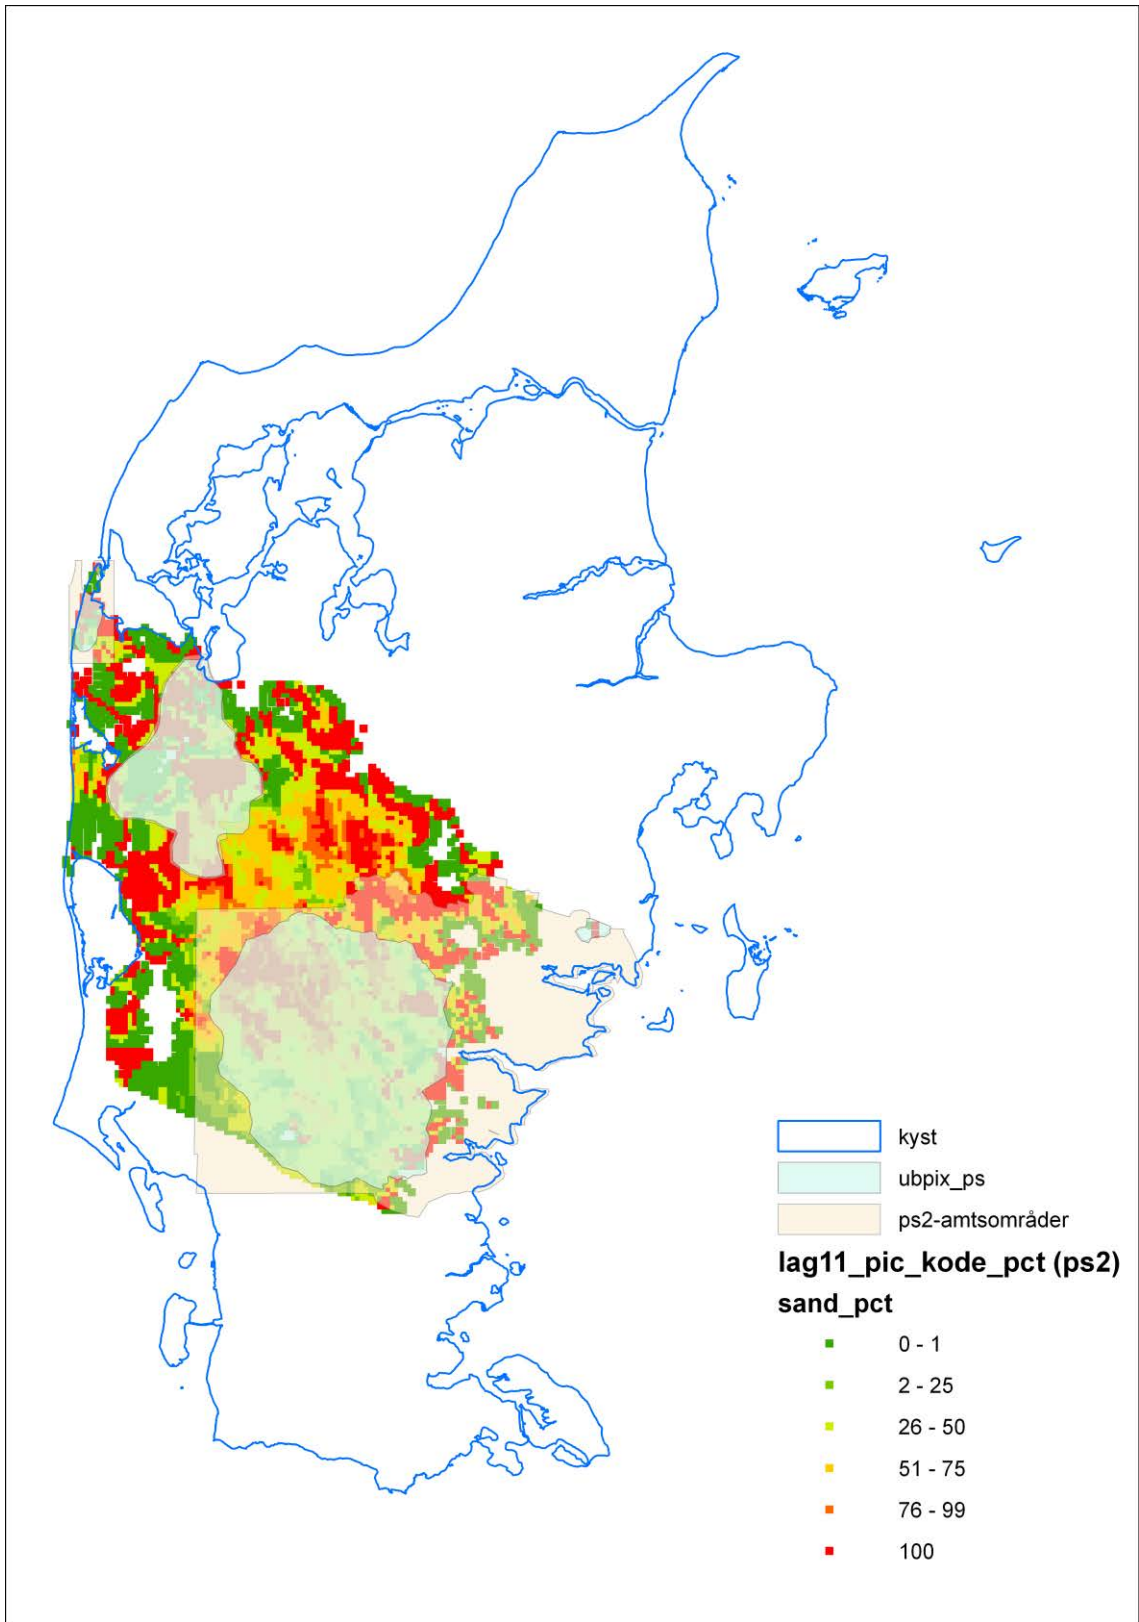 kyst
ubpix_ps
ps2-amtsområder
lag11_pic_kode_pct (ps2)
sand_pct
0 - 1
2 - 25
26 - 50
51 - 75
76 - 99
100